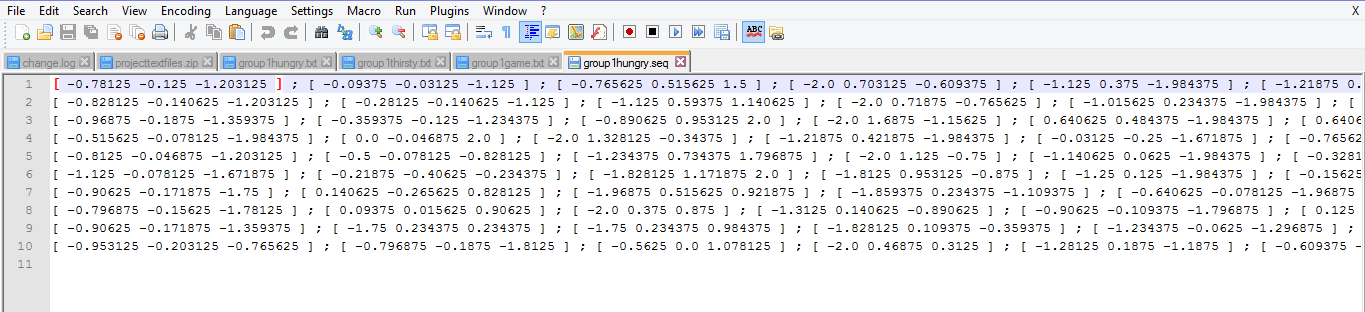 File Edit Search View Encoding Language Settings Macro Run Plugins Window ? X
ABC
change.log projecttextfiles.zip group1hungry.txt group1thirsty.txt group1game.txt group1hungry.seq
1 [ -0.78125 -0.125 -1.203125 ] ; [ -0.09375 -0.03125 -1.125 ] ; [ -0.765625 0.515625 1.5 ] ; [ -2.0 0.703125 -0.609375 ] ; [ -1.125 0.375 -1.984375 ] ; [ -1.21875 0.
2 [ -0.828125 -0.140625 -1.203125 ] ; [ -0.28125 -0.140625 -1.125 ] ; [ -1.125 0.59375 1.140625 ] ; [ -2.0 0.71875 -0.765625 ] ; [ -1.015625 0.234375 -1.984375 ] ; [
3 [ -0.96875 -0.1875 -1.359375 ] ; [ -0.359375 -0.125 -1.234375 ] ; [ -0.890625 0.953125 2.0 ] ; [ -2.0 1.6875 -1.15625 ] ; [ 0.640625 0.484375 -1.984375 ] ; [ 0.640
4 [ -0.515625 -0.078125 -1.984375 ] ; [ 0.0 -0.046875 2.0 ] ; [ -2.0 1.328125 -0.34375 ] ; [ -1.21875 0.421875 -1.984375 ] ; [ -0.03125 -0.25 -1.671875 ] ; [ -0.7656
5 [ -0.8125 -0.046875 -1.203125 ] ; [ -0.5 -0.078125 -0.828125 ] ; [ -1.234375 0.734375 1.796875 ] ; [ -2.0 1.125 -0.75 ] ; [ -1.140625 0.0625 -1.984375 ] ; [ -0.328
6 [ -1.125 -0.078125 -1.671875 ] ; [ -0.21875 -0.40625 -0.234375 ] ; [ -1.828125 1.171875 2.0 ] ; [ -1.8125 0.953125 -0.875 ] ; [ -1.25 0.125 -1.984375 ] ; [ -0.1562
7 [ -0.90625 -0.171875 -1.75 ] ; [ 0.140625 -0.265625 0.828125 ] ; [ -1.96875 0.515625 0.921875 ] ; [ -1.859375 0.234375 -1.109375 ] ; [ -0.640625 -0.078125 -1.96875
8 [ -0.796875 -0.15625 -1.78125 ] ; [ 0.09375 0.015625 0.90625 ] ; [ -2.0 0.375 0.875 ] ; [ -1.3125 0.140625 -0.890625 ] ; [ -0.90625 -0.109375 -1.796875 ] ; [ 0.125
9 [ -0.90625 -0.171875 -1.359375 ] ; [ -1.75 0.234375 0.234375 ] ; [ -1.75 0.234375 0.984375 ] ; [ -1.828125 0.109375 -0.359375 ] ; [ -1.234375 -0.0625 -1.296875 ] ;
10 [ -0.953125 -0.203125 -0.765625 ] ; [ -0.796875 -0.1875 -1.8125 ] ; [ -0.5625 0.0 1.078125 ] ; [ -2.0 0.46875 0.3125 ] ; [ -1.28125 0.1875 -1.1875 ] ; [ -0.609375 -
11